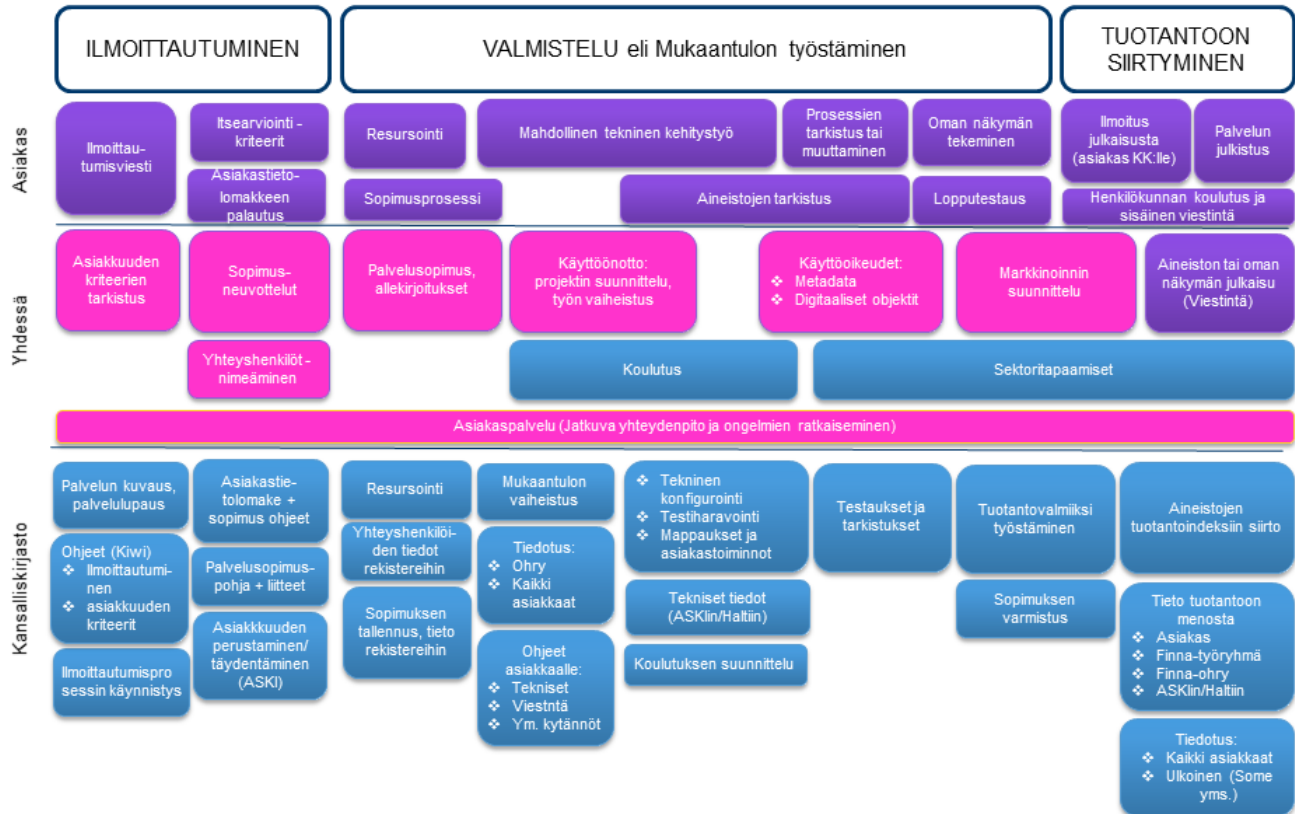 ILMOITTAUTUMINEN
VALMISTELU eli Mukaantulon työstäminen
TUOTANTOON
SIIRTYMINEN
Asiakas
Ilmoittau-
tumisviesti
Itsearviointi -
kriteerit
Asiakastieto-
lomakkeen
palautus
Resursointi
Sopimusprosessi
Mahdollinen tekninen kehitystyö
Prosessien
tarkistus tai
muuttaminen
Aineistojen tarkistus
Oman näkymän
tekeminen
Lopputestaus
Ilmoitus
julkaisusta
(asiakas KK:lle)
Palvelun
julkistus
Henkilökunnan koulutus ja
sisäinen viestintä
Yhdessä
Asiakkuuden
kriteerien
tarkistus
Sopimus-
neuvottelut
Yhteyshenkilöt -
nimeäminen
Palvelusopimus,
allekirjoitukset
Käyttöönotto:
projektin suunnittelu,
työn vaiheistus
Käyttöoikeudet:
❖ Metadata
❖ Digitaaliset objektit
Markkinoinnin
suunnittelu
Aineiston tai oman
näkymän julkaisu
(Viestintä)
Koulutus
Sektoritapaamiset
Asiakaspalvelu (Jatkuva yhteydenpito ja ongelmien ratkaiseminen)
Kansalliskirjasto
Palvelun kuvaus,
palvelulupaus
Ohjeet (Kiwi)
❖ Ilmoittautumi-
nen
❖ asiakkuuden
kriteerit
Ilmoittautumispro
sessin käynnistys
Asiakastie-
tolomake +
sopimus ohjeet
Palvelusopimus-
pohja + liitteet
Asiakkkuuden
perustaminen/
täydentäminen
(ASKI)
Resursointi
Yhteyshenkilöi-
den tiedot
rekistereihin
Sopimuksen
tallennus, tieto
rekistereihin
Mukaantulon
vaiheistus
Tiedotus:
❖ Ohry
❖ Kaikki
asiakkaat
Ohjeet
asiakkaalle:
❖ Tekniset
❖ Viestntä
❖ Ym. kytännöt
❖ Tekninen
konfigurointi
❖ Testiharavointi
❖ Mappaukset ja
asiakastoiminnot
Tekniset tiedot
(ASKIin/Haltiin)
Koulutuksen suunnittelu
Testaukset ja
tarkistukset
Tuotantovalmiiksi
työstäminen
Sopimuksen
varmistus
Aineistojen
tuotantoindeksiin siirto
Tieto tuotantoon
menosta
❖ Asiakas
❖ Finna-työryhmä
❖ Finna-ohry
❖ ASKIin/Haltiin
Tiedotus:
❖ Kaikki asiakkaat
❖ Ulkoinen (Some
yms.)